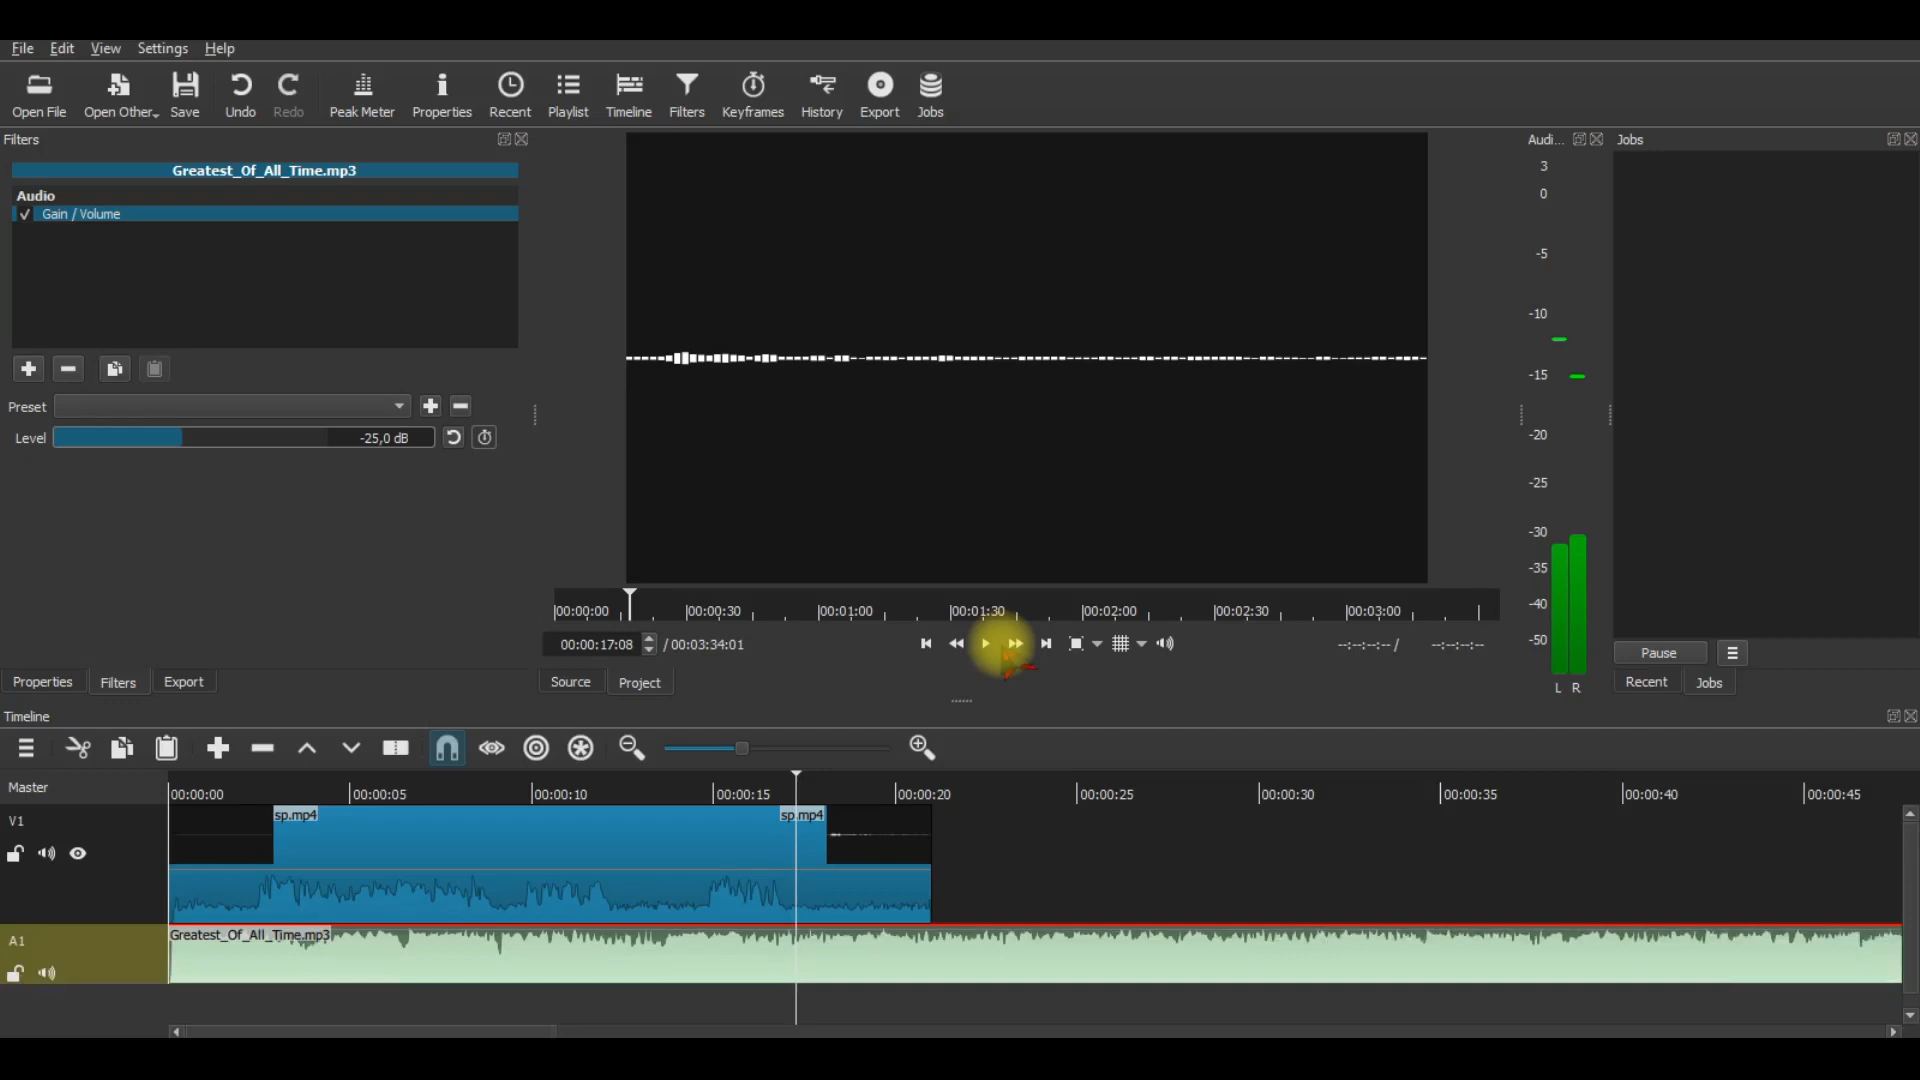 File Edit View Settings Help
Open File Open Other Save Undo Redo Peak Meter Properties Recent Playlist Timeline Filters Keyframes History Export Jobs
Filters
Greatest_Of_All_Time.mp3
Audio
Gain / Volume
Preset
Level -25,0 dB
Properties Filters Export
00:00:00 00:00:30 00:01:00 00:01:30 00:02:00 00:02:30 00:03:00
00:00:17:08 / 00:03:34:01 --:--:--:-- / --:--:--:--
Source Project
Audi...
3
0
-5
-10
-15
-20
-25
-30
-35
-40
-50
L R
Jobs
Pause
Recent Jobs
Timeline
Master
00:00:00 00:00:05 00:00:10 00:00:15 00:00:20 00:00:25 00:00:30 00:00:35 00:00:40 00:00:45
V1
sp.mp4 sp.mp4
A1
Greatest_Of_All_Time.mp3